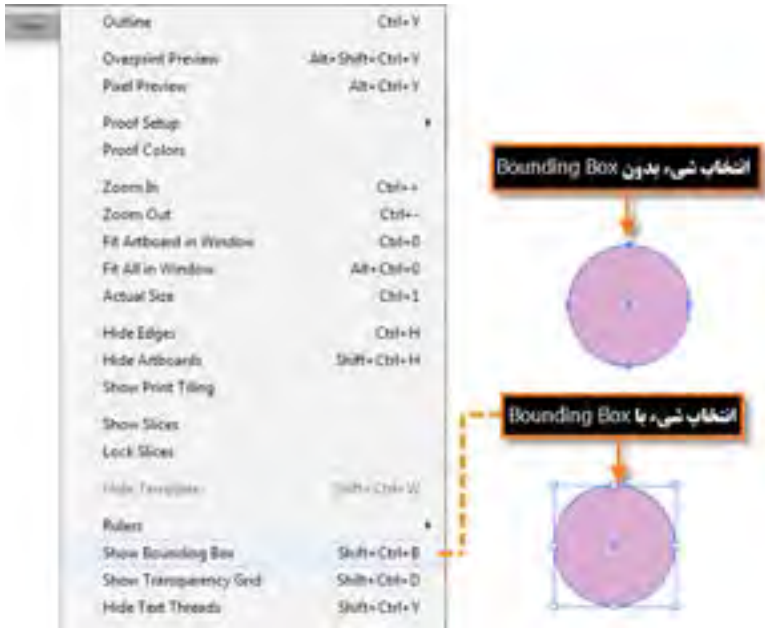 Outline Ctrl+Y
Overprint Preview Alt+Shift+Ctrl+Y
Pixel Preview Alt+Ctrl+Y
Proof Setup
Proof Colors
Zoom In Ctrl++
Zoom Out Ctrl+-
Fit Artboard in Window Ctrl+0
Fit All in Window Alt+Ctrl+0
Actual Size Ctrl+1
Hide Edges Ctrl+H
Hide Artboards Shift+Ctrl+H
Show Print Tiling
Show Slices
Lock Slices
Hide Template Shift+Ctrl+W
Rulers
Show Bounding Box Shift+Ctrl+B
Show Transparency Grid Shift+Ctrl+D
Hide Text Threads Shift+Ctrl+Y
انتخاب شیء بدون Bounding Box
انتخاب شیء با Bounding Box